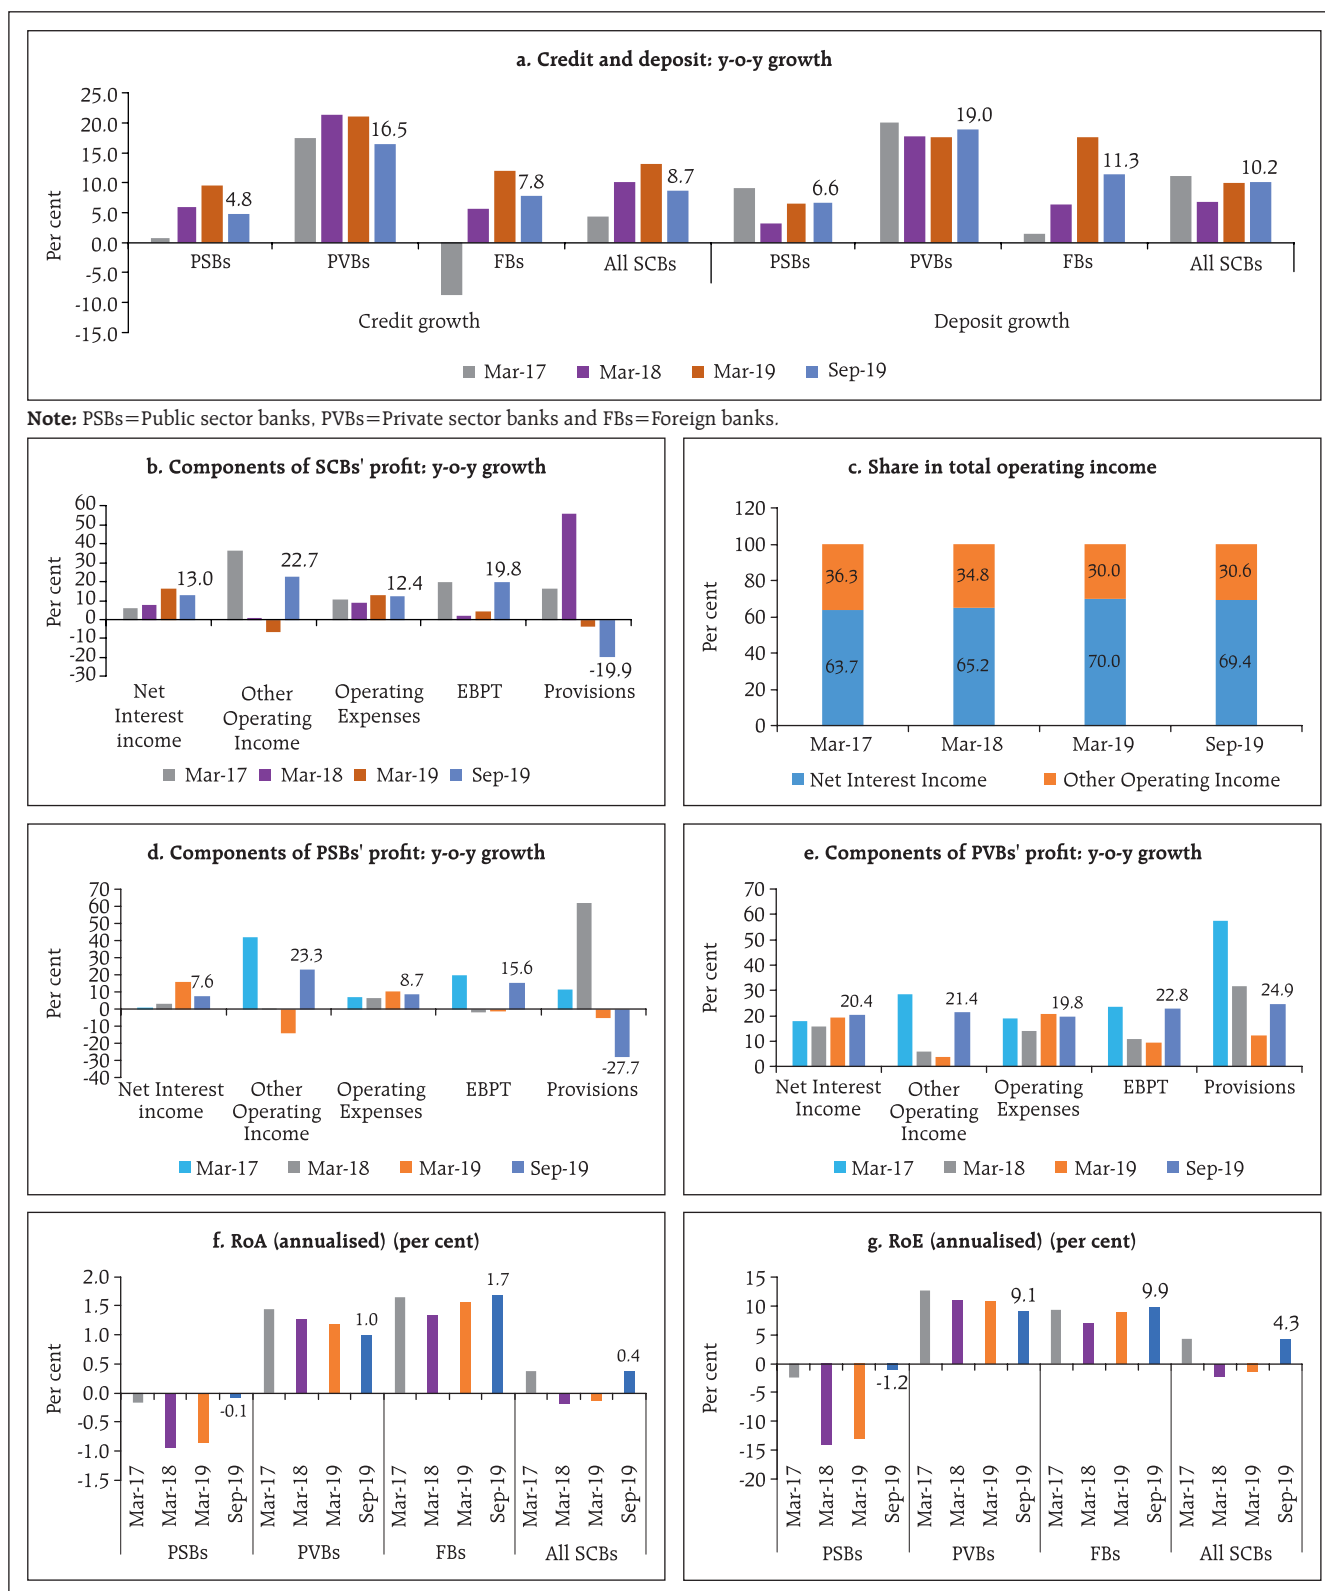 a. Credit and deposit: y-o-y growth
Per cent
25.0
20.0
15.0
10.0
5.0
0.0
-5.0
-10.0
-15.0
4.8
16.5
7.8
8.7
6.6
19.0
11.3
10.2
PSBs PVBs FBs All SCBs PSBs PVBs FBs All SCBs
Credit growth Deposit growth
Mar-17 Mar-18 Mar-19 Sep-19
Note: PSBs=Public sector banks, PVBs=Private sector banks and FBs=Foreign banks.
b. Components of SCBs' profit: y-o-y growth
Per cent
60
50
40
30
20
10
0
-10
-20
-30
13.0
22.7
12.4
19.8
-19.9
Net Interest income
Other Operating Income
Operating Expenses
EBPT
Provisions
Mar-17 Mar-18 Mar-19 Sep-19
c. Share in total operating income
Per cent
120
100
80
60
40
20
0
36.3 34.8 30.0 30.6
63.7 65.2 70.0 69.4
Mar-17 Mar-18 Mar-19 Sep-19
Net Interest Income Other Operating Income
d. Components of PSBs' profit: y-o-y growth
Per cent
70
60
50
40
30
20
10
0
-10
-20
-30
-40
7.6
23.3
8.7
15.6
-27.7
Net Interest income
Other Operating Income
Operating Expenses
EBPT
Provisions
Mar-17 Mar-18 Mar-19 Sep-19
e. Components of PVBs' profit: y-o-y growth
Per cent
70
60
50
40
30
20
10
0
20.4
21.4
19.8
22.8
24.9
Net Interest Income
Other Operating Income
Operating Expenses
EBPT
Provisions
Mar-17 Mar-18 Mar-19 Sep-19
f. RoA (annualised) (per cent)
Per cent
2.0
1.5
1.0
0.5
0.0
-0.5
-1.0
-1.5
-0.1
1.0
1.7
0.4
Mar-17 Mar-18 Mar-19 Sep-19 Mar-17 Mar-18 Mar-19 Sep-19 Mar-17 Mar-18 Mar-19 Sep-19 Mar-17 Mar-18 Mar-19 Sep-19
PSBs PVBs FBs All SCBs
g. RoE (annualised) (per cent)
Per cent
15
10
5
0
-5
-10
-15
-20
-1.2
9.1
9.9
4.3
Mar-17 Mar-18 Mar-19 Sep-19 Mar-17 Mar-18 Mar-19 Sep-19 Mar-17 Mar-18 Mar-19 Sep-19 Mar-17 Mar-18 Mar-19 Sep-19
PSBs PVBs FBs All SCBs